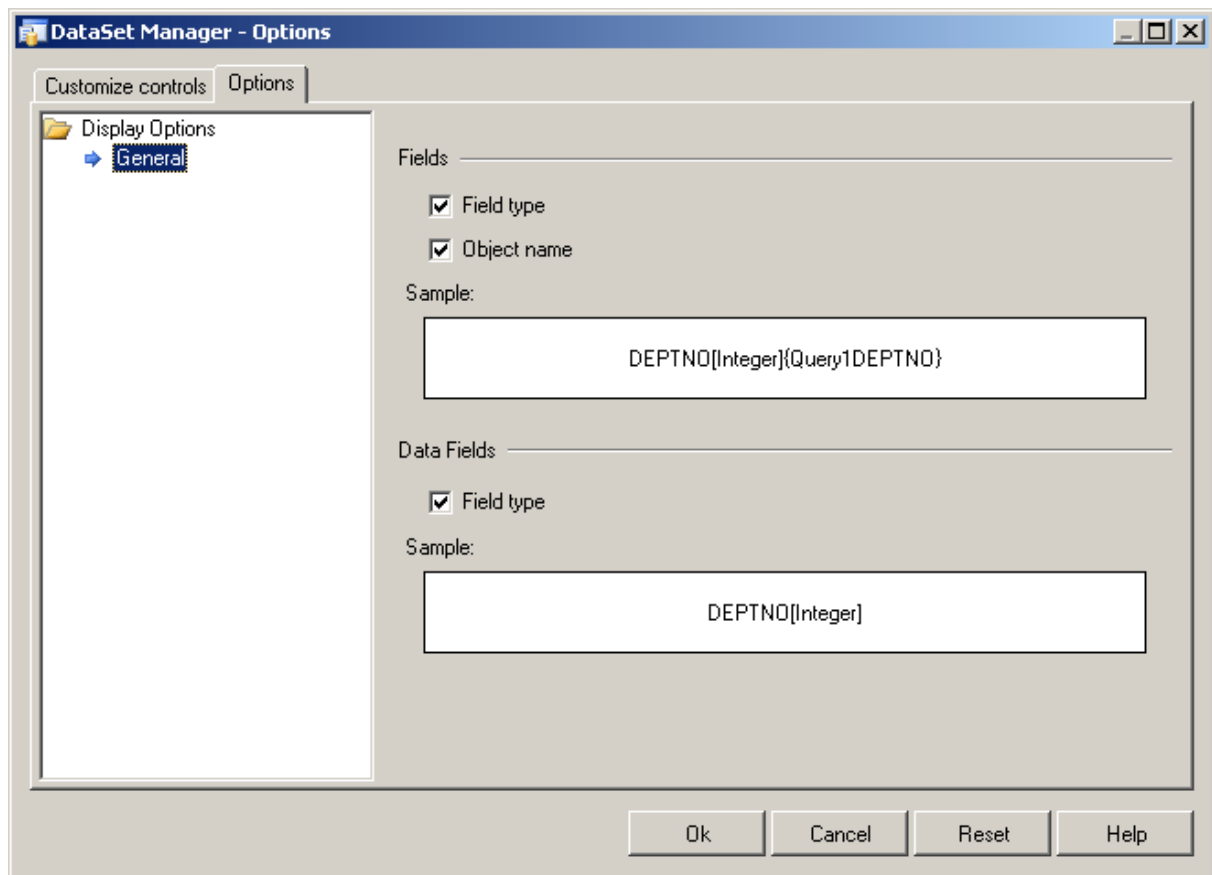 DataSet Manager - Options
Customize controls
Options
Display Options
General
Fields
Field type
Object name
Sample:
DEPTNO[Integer]{Query1DEPTNO}
Data Fields
Field type
Sample:
DEPTNO[Integer]
Ok
Cancel
Reset
Help